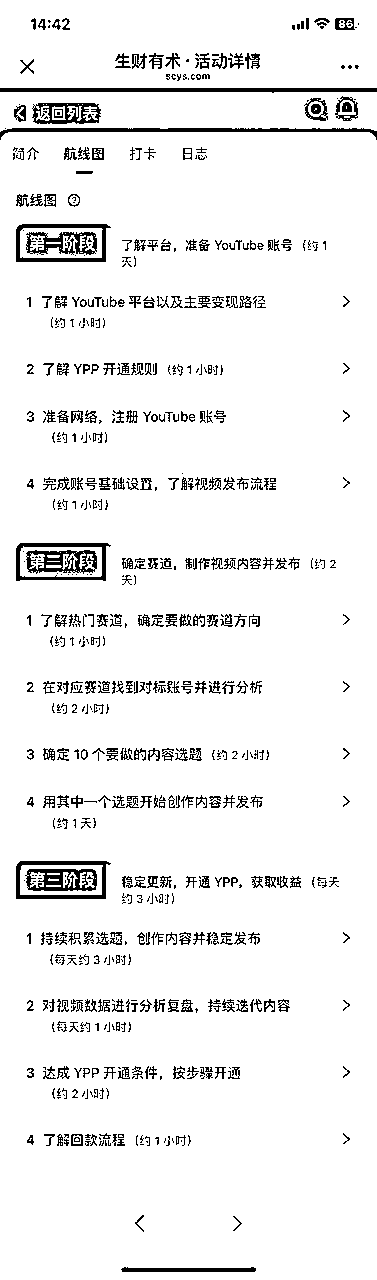 14:42
86
生财有术·活动详情
scys.com
返回列表
简介 航线图 打卡 日志
航线图
第一阶段 了解平台，准备 YouTube 账号（约 1
天）
1 了解 YouTube 平台以及主要变现路径
（约 1 小时）
2 了解 YPP 开通规则（约 1 小时）
3 准备网络，注册 YouTube 账号
（约 1 小时）
4 完成账号基础设置，了解视频发布流程
（约 1 小时）
第二阶段 确定赛道，制作视频内容并发布（约 2
天）
1 了解热门赛道，确定要做的赛道方向
（约 1 小时）
2 在对应赛道找到对标账号并进行分析
（约 2 小时）
3 确定 10 个要做的内容选题（约 2 小时）
4 用其中一个选题开始创作内容并发布
（约 1 天）
第三阶段 稳定更新，开通 YPP，获取收益（每天
约 3 小时）
1 持续积累选题，创作内容并稳定发布
（每天约 3 小时）
2 对视频数据进行分析复盘，持续迭代内容
（每天约 1 小时）
3 达成 YPP 开通条件，按步骤开通
（约 2 小时）
4 了解回款流程（约 1 小时）